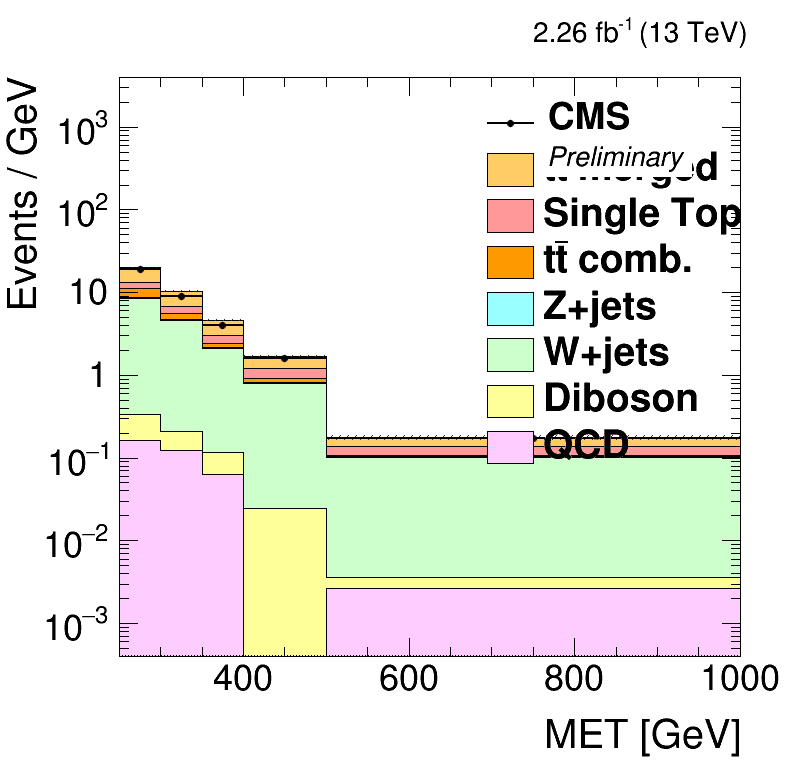 2.26 fb⁻¹ (13 TeV)
Events / GeV
10³
10²
10
1
10⁻¹
10⁻²
10⁻³
CMS
Preliminary
Single Top
tt̄ comb.
Z+jets
W+jets
Diboson
QCD
400 600 800 1000
MET [GeV]